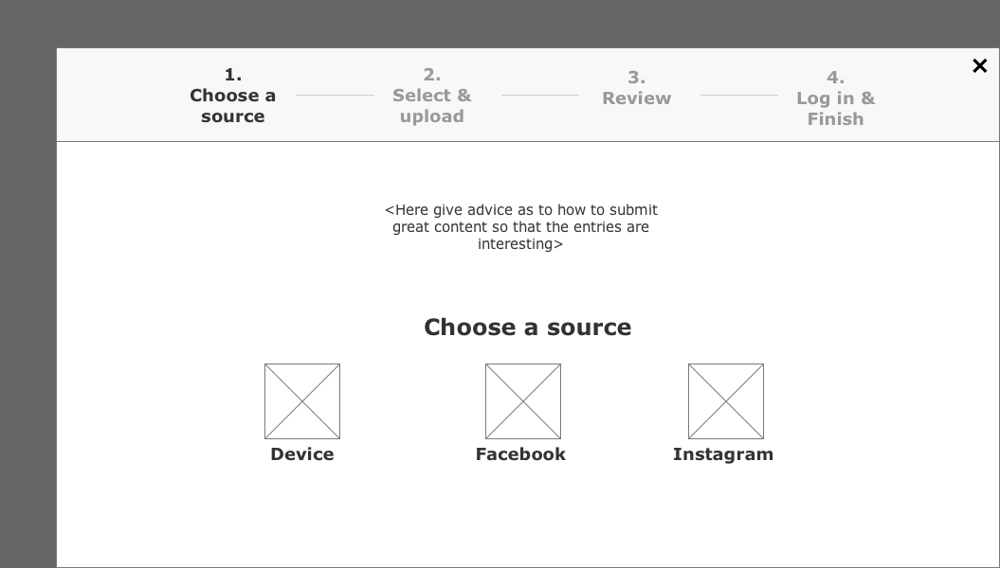 1.
Choose a
source
2.
Select &
upload
3.
Review
4.
Log in &
Finish
<Here give advice as to how to submit
great content so that the entries are
interesting>
Choose a source
Device
Facebook
Instagram